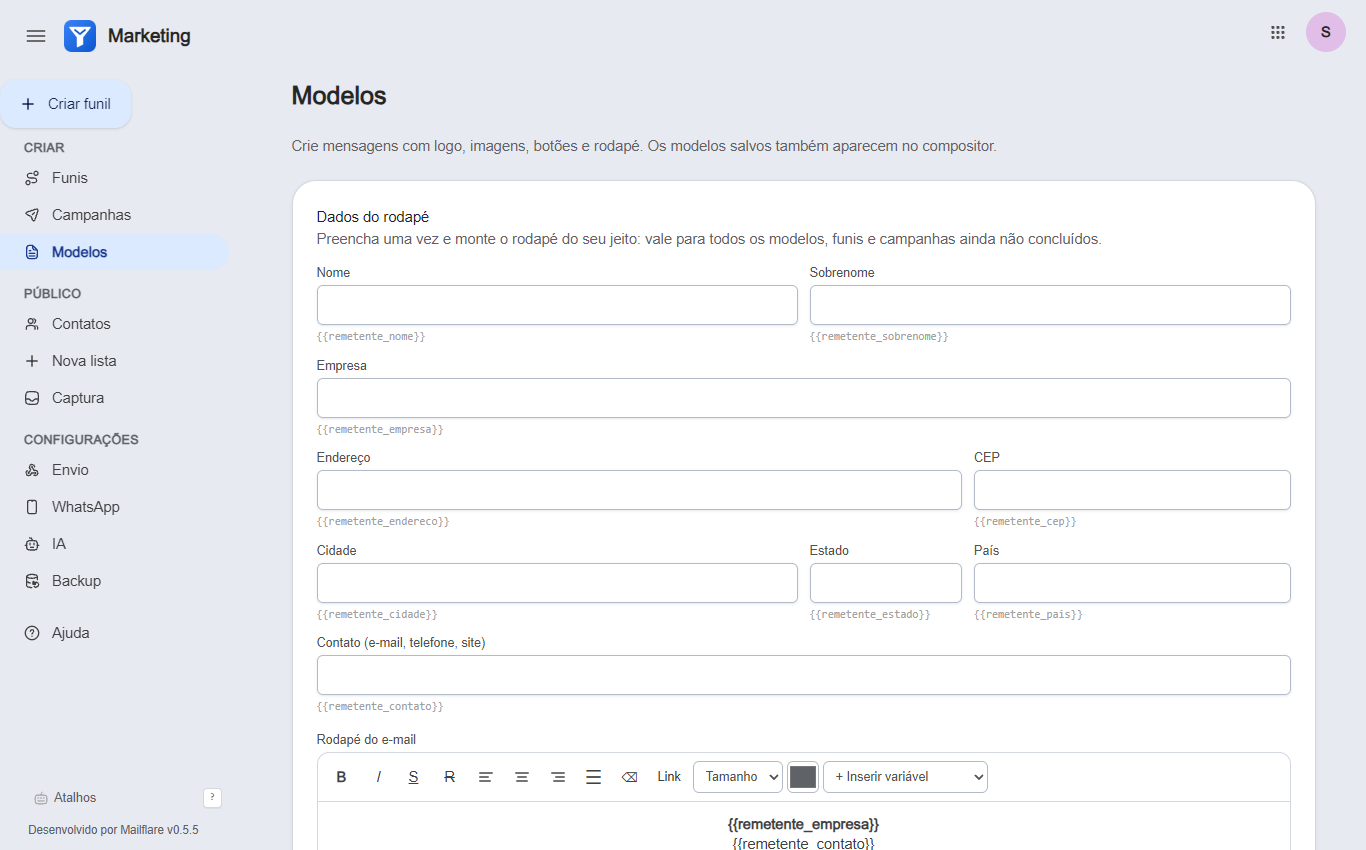 Marketing
S
Criar funil
CRIAR
Funis
Campanhas
Modelos
PÚBLICO
Contatos
Nova lista
Captura
CONFIGURAÇÕES
Envio
WhatsApp
IA
Backup
Ajuda
Atalhos
?
Desenvolvido por Mailflare v0.5.5
Modelos
Crie mensagens com logo, imagens, botões e rodapé. Os modelos salvos também aparecem no compositor.
Dados do rodapé
Preencha uma vez e monte o rodapé do seu jeito: vale para todos os modelos, funis e campanhas ainda não concluídos.
Nome Sobrenome
{{remetente_nome}} {{remetente_sobrenome}}
Empresa
{{remetente_empresa}}
Endereço CEP
{{remetente_endereco}} {{remetente_cep}}
Cidade Estado País
{{remetente_cidade}} {{remetente_estado}} {{remetente_pais}}
Contato (e-mail, telefone, site)
{{remetente_contato}}
Rodapé do e-mail
B I S R Link Tamanho + Inserir variável
{{remetente_empresa}}
{{remetente_contato}}